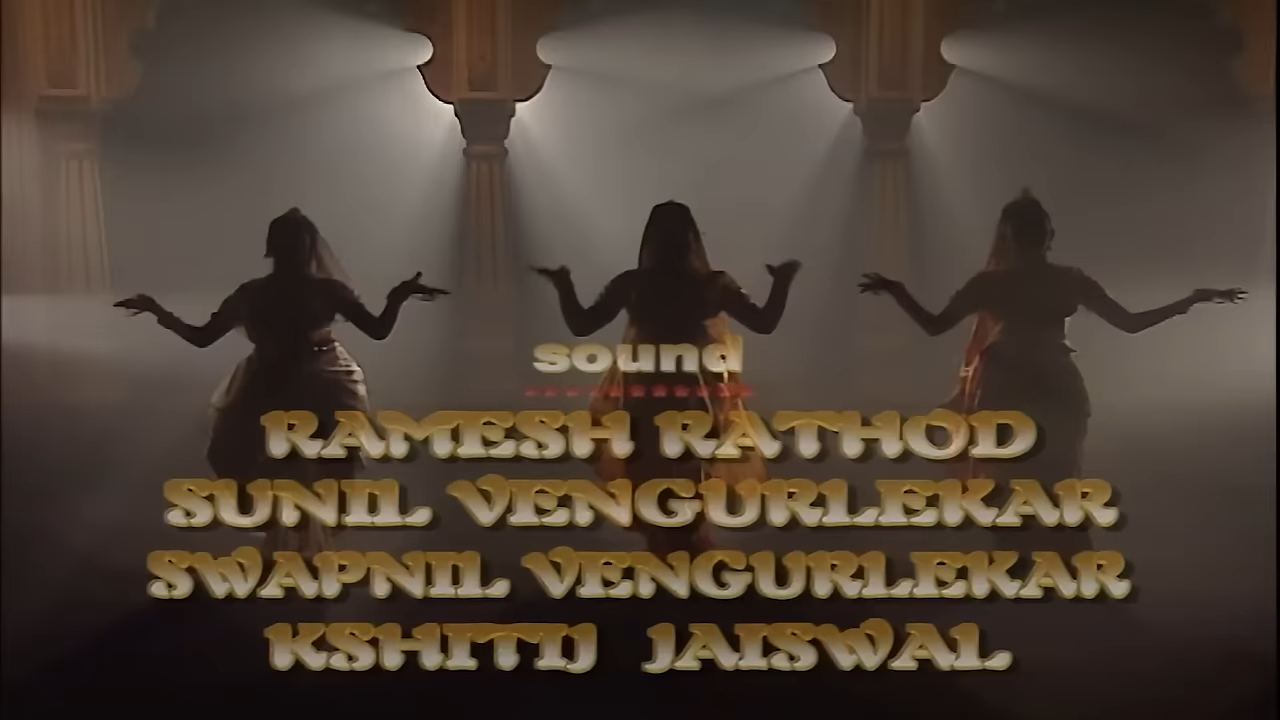 sound
RAMESH RATHOD
SUNIL VENGURLEKAR
SWAPNIL VENGURLEKAR
KSHITIJ JAISWAL